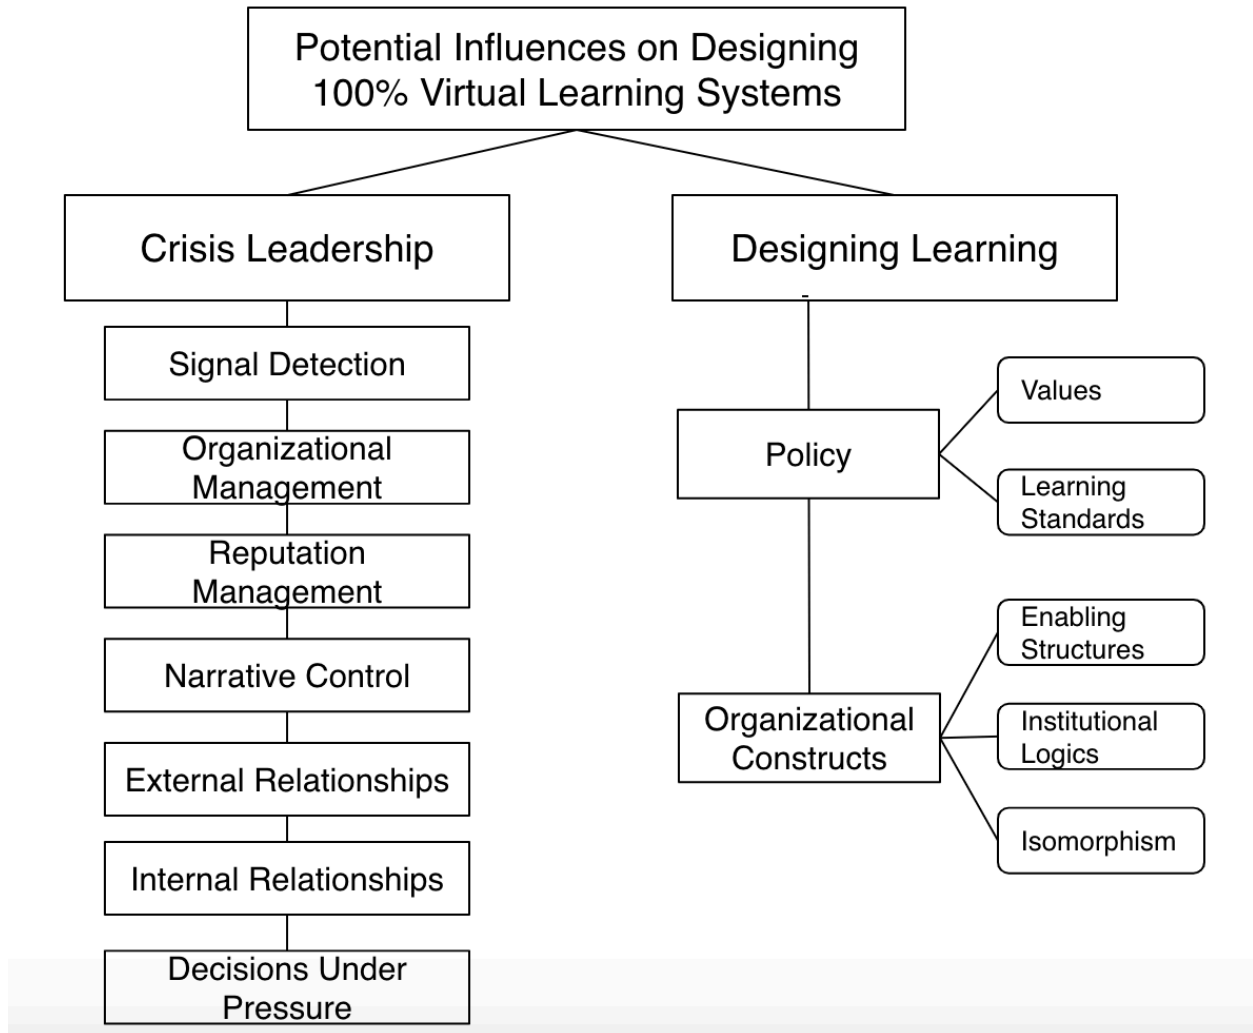 Potential Influences on Designing
100% Virtual Learning Systems
Crisis Leadership
Signal Detection
Organizational
Management
Reputation
Management
Narrative Control
External Relationships
Internal Relationships
Decisions Under
Pressure
Designing Learning
Policy
Values
Learning
Standards
Organizational
Constructs
Enabling
Structures
Institutional
Logics
Isomorphism